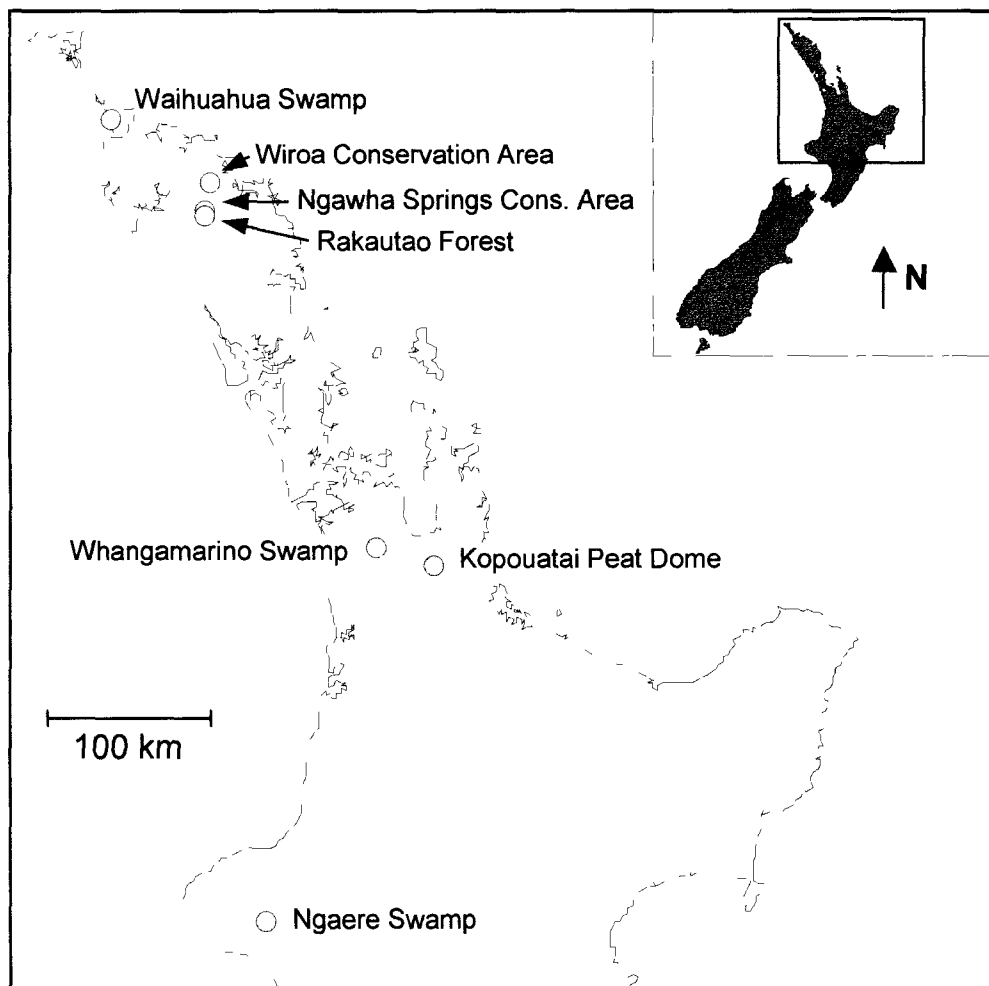 Waihuahua Swamp
Wiroa Conservation Area
Ngawha Springs Cons. Area
Rakautao Forest
N
Whangamarino Swamp
Kopouatai Peat Dome
100 km
Ngaere Swamp